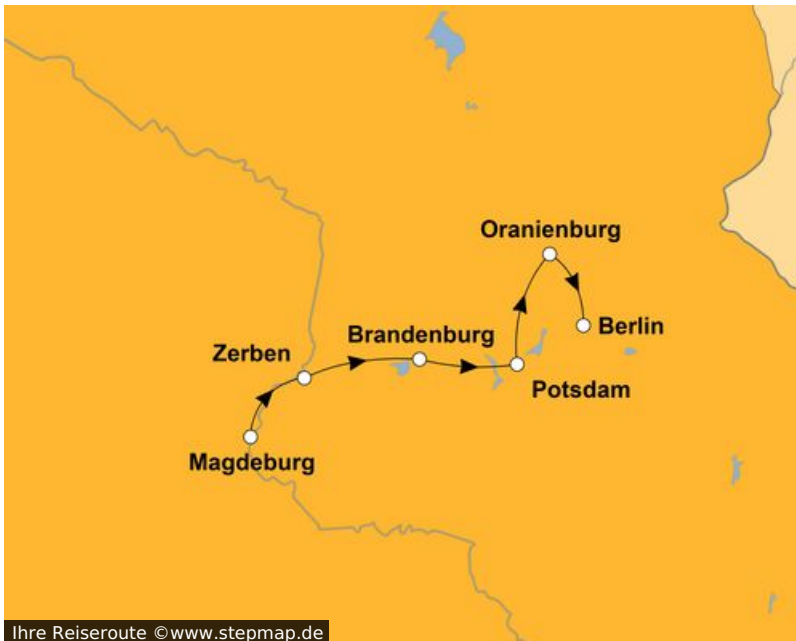 Oranienburg
Berlin
Brandenburg
Zerben
Potsdam
Magdeburg
Ihre Reiseroute ©www.stepmap.de